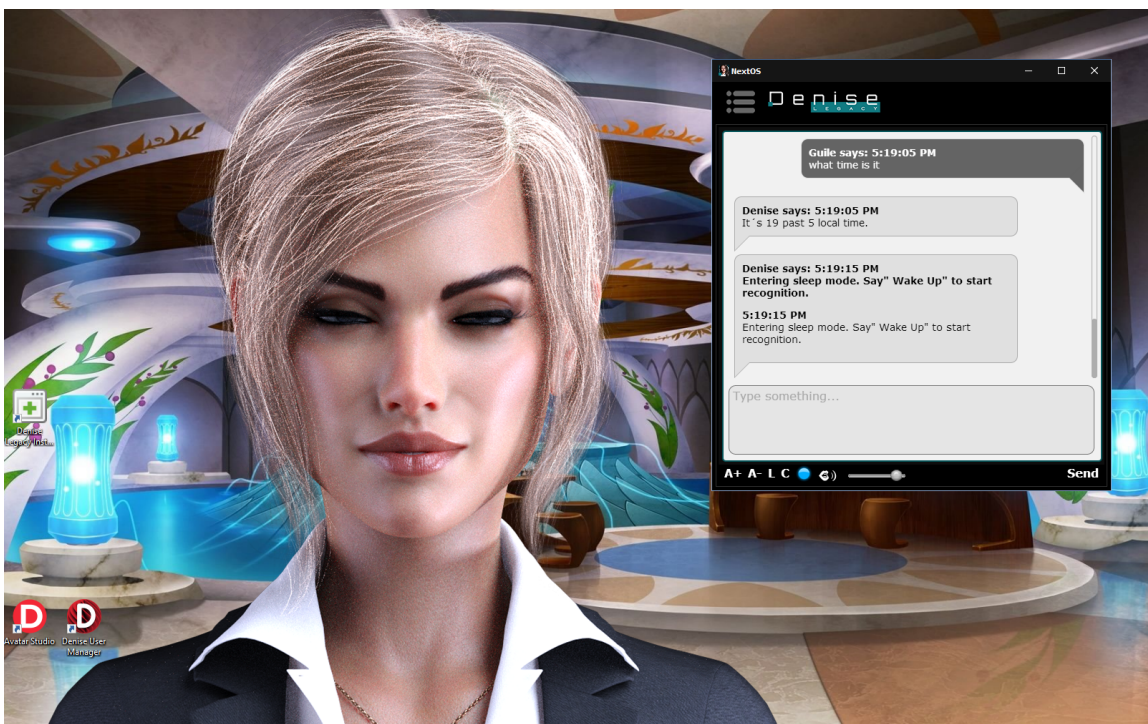 NextOS
Denise
LEGACY
Guile says: 5:19:05 PM
what time is it
Denise says: 5:19:05 PM
It´s 19 past 5 local time.
Denise says: 5:19:15 PM
Entering sleep mode. Say" Wake Up" to start
recognition.
5:19:15 PM
Entering sleep mode. Say" Wake Up" to start
recognition.
Type something...
A+ A- L C
Send
Denise
Legacy Inst...
D
Avatar Studio
D
Denise User
Manager